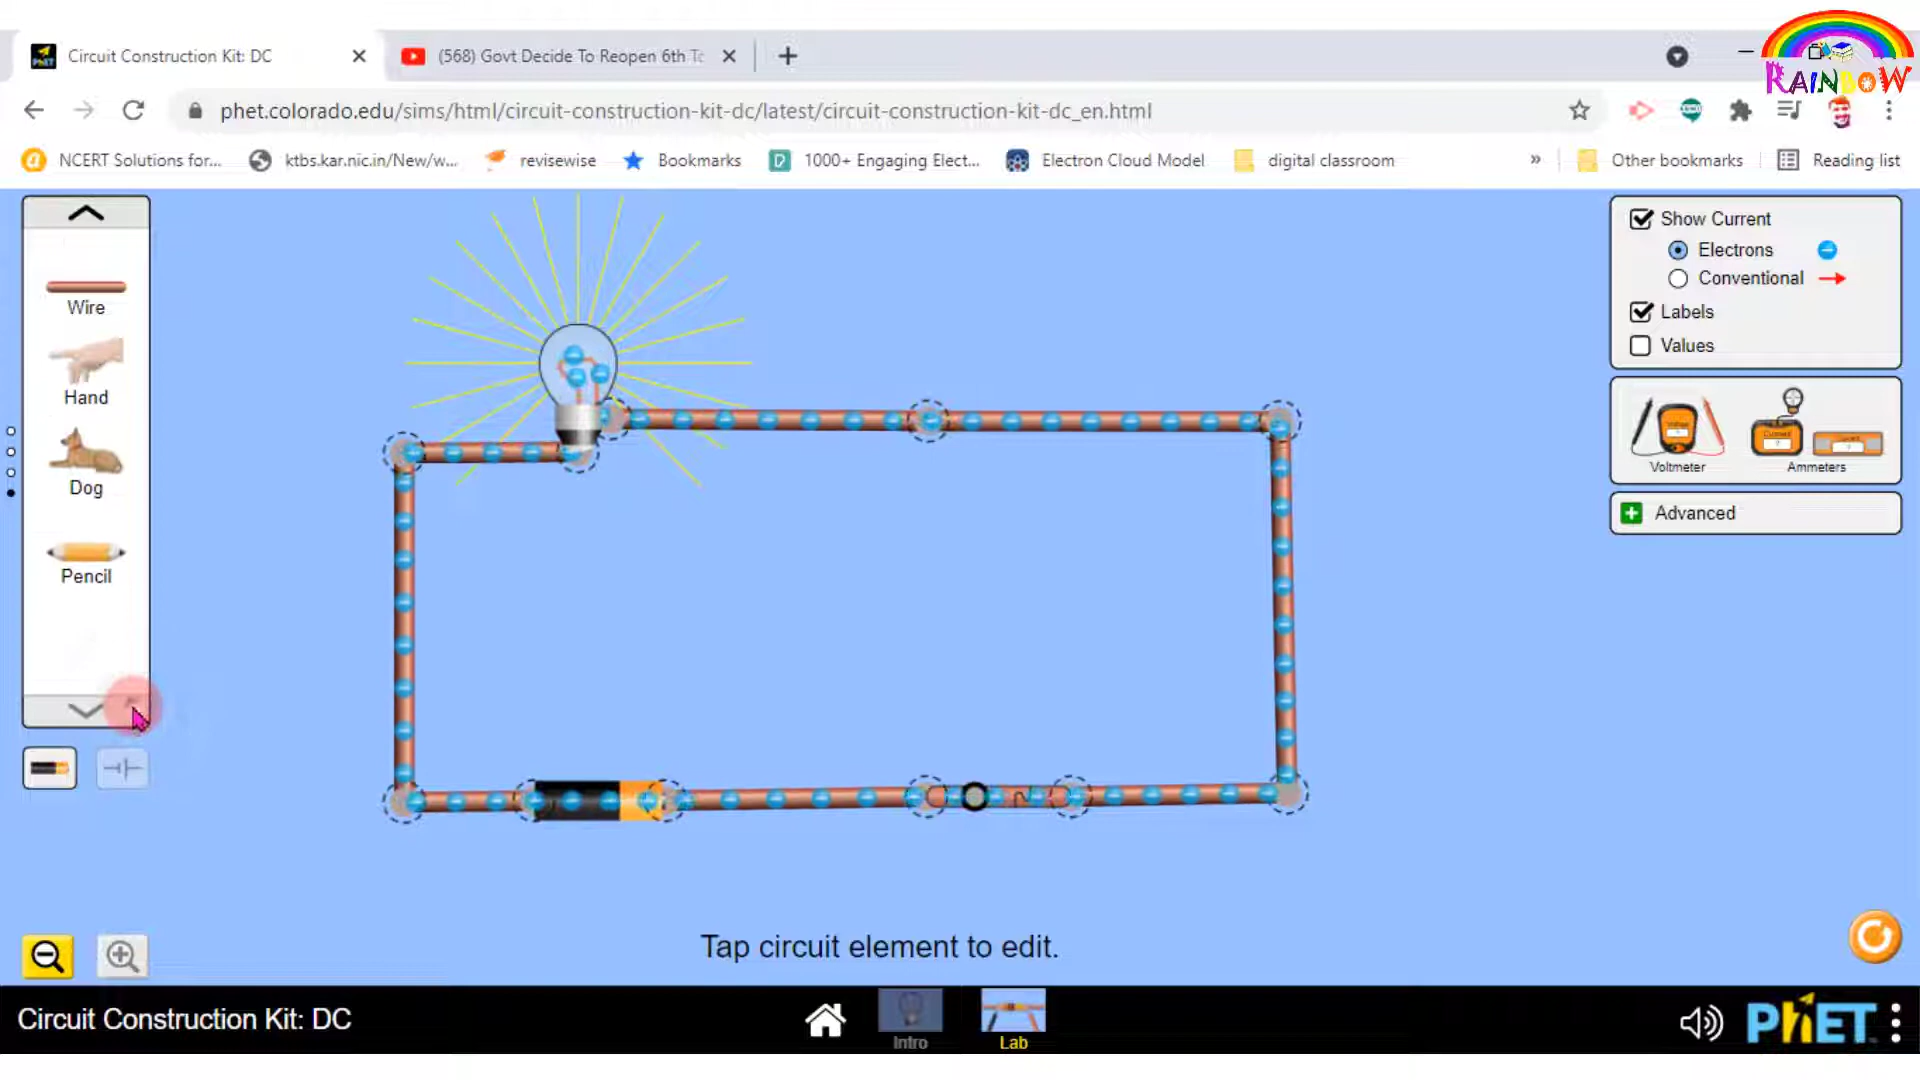 Circuit Construction Kit: DC
(568) Govt Decide To Reopen 6th To
RAINBOW
phet.colorado.edu/sims/html/circuit-construction-kit-dc/latest/circuit-construction-kit-dc_en.html
NCERT Solutions for...
ktbs.kar.nic.in/New/w...
revisewise
Bookmarks
1000+ Engaging Elect...
Electron Cloud Model
digital classroom
Other bookmarks
Reading list
Wire
Hand
Dog
Pencil
Show Current
Electrons
Conventional
Labels
Values
Voltmeter
Ammeters
Advanced
Tap circuit element to edit.
Circuit Construction Kit: DC
Intro
Lab
PhET